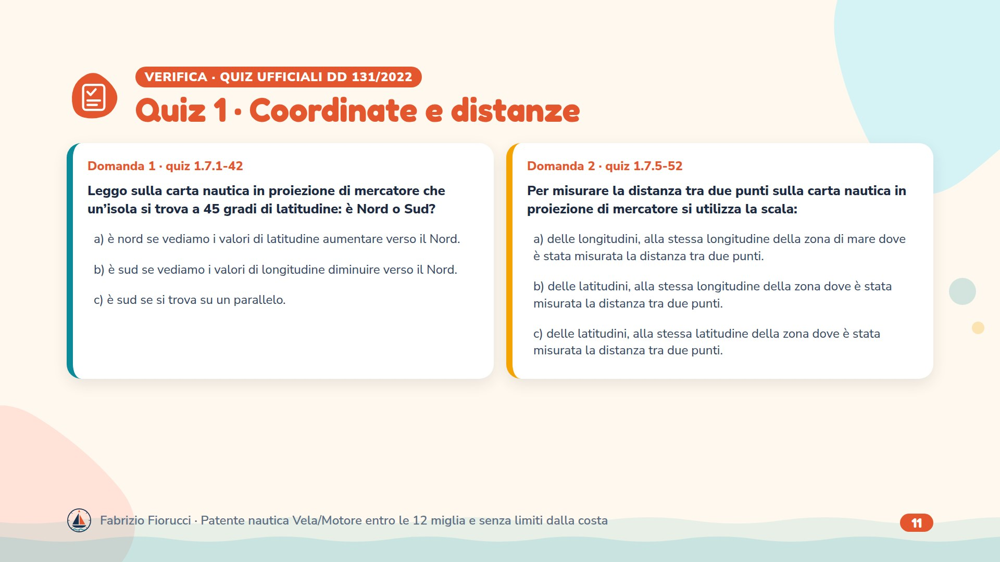 VERIFICA · QUIZ UFFICIALI DD 131/2022
Quiz 1 · Coordinate e distanze
Domanda 1 · quiz 1.7.1-42
Leggo sulla carta nautica in proiezione di mercatore che
un’isola si trova a 45 gradi di latitudine: è Nord o Sud?
a) è nord se vediamo i valori di latitudine aumentare verso il Nord.
b) è sud se vediamo i valori di longitudine diminuire verso il Nord.
c) è sud se si trova su un parallelo.
Domanda 2 · quiz 1.7.5-52
Per misurare la distanza tra due punti sulla carta nautica in
proiezione di mercatore si utilizza la scala:
a) delle longitudini, alla stessa longitudine della zona di mare dove
è stata misurata la distanza tra due punti.
b) delle latitudini, alla stessa longitudine della zona dove è stata
misurata la distanza tra due punti.
c) delle latitudini, alla stessa latitudine della zona dove è stata
misurata la distanza tra due punti.
Fabrizio Fiorucci · Patente nautica Vela/Motore entro le 12 miglia e senza limiti dalla costa
11